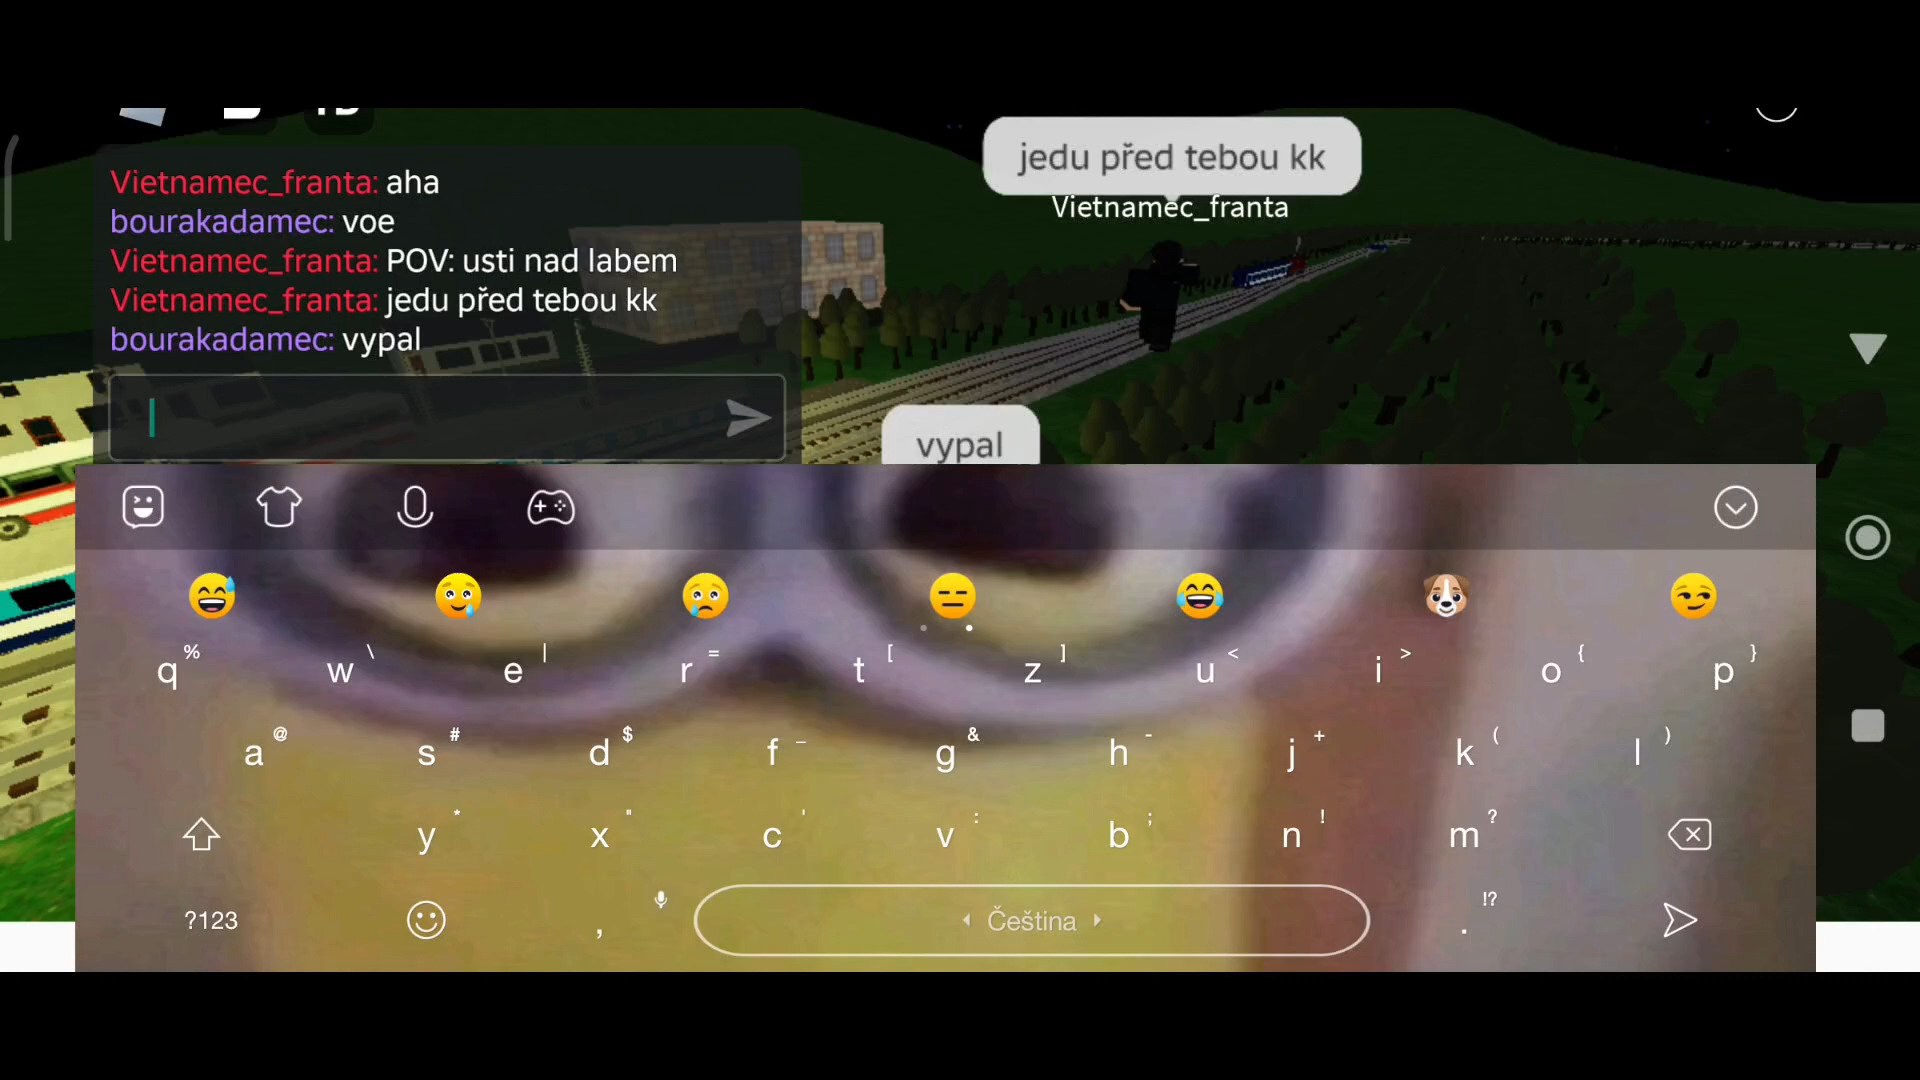 jedu před tebou kk
Vietnamec_franta
Vietnamec_franta: aha
bourakadamec: voe
Vietnamec_franta: POV: usti nad labem
Vietnamec_franta: jedu před tebou kk
bourakadamec: vypal
vypal
q % w \ e | r = t [ z ] u < i > o { p }
a @ s # d $ f _ g & h - j + k ( l )
y * x " c ' v : b ; n ! m ?
?123 , Čeština . !?